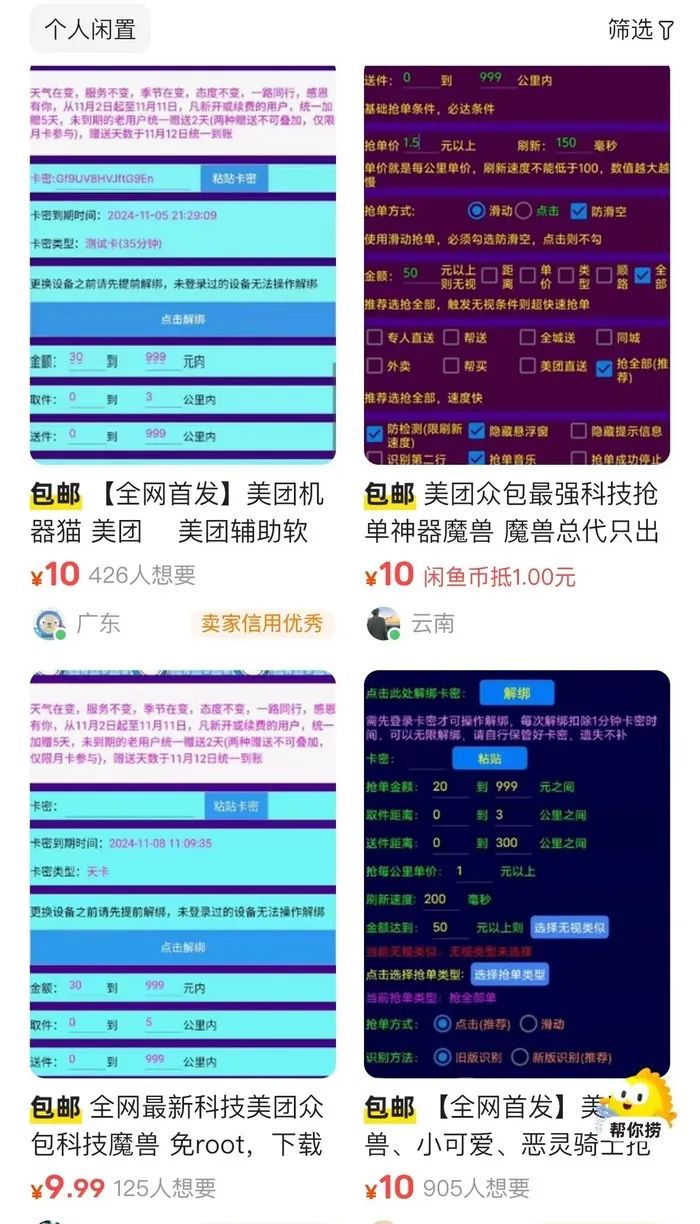 个人闲置
筛选
天气在变，服务不变，季节在变，态度不变，一路同行，感恩
有你，从11月2日起至11月11日，凡新开或续费的用户，统一加
赠5天，未到期的老用户统一赠送2天(两种赠送不可叠加，仅限
月卡参与)，赠送天数于11月12日统一到账
卡密:Gf9UV8HVJftG9En 粘贴卡密
卡密到期时间：2024-11-05 21:29:09
卡密类型：测试卡(35分钟)
更换设备之前请先提前解绑，未登录过的设备无法操作解绑
点击解绑
金额： 30 到 999 元内
取件： 0 到 3 公里内
送件： 0 到 999 公里内
包邮 【全网首发】美团机
器猫 美团 美团辅助软
¥10 426人想要
广东 卖家信用优秀
送件： 0 到 999 公里内
基础抢单条件，必达条件
抢单价 1.5 元以上 刷新： 150 毫秒
单价就是每公里单价，刷新速度不能低于100，数值越大越
慢
抢单方式： 滑动 点击 防滑空
使用滑动抢单，必须勾选防滑空，点击则不勾
金额： 50 元以上则无视 距离 单价 类型 顺路 全部
推荐选抢全部，触发无视条件则超快速抢单
专人直送 帮送 全城送 同城
外卖 帮买 美团直送 抢全部(推荐)
推荐选抢全部，速度快
防检测(限刷新速度) 隐藏悬浮窗 隐藏提示信息
识别第二行 抢单音乐 抢单成功停止
包邮 美团众包最强科技抢
单神器魔兽 魔兽总代只出
¥10 闲鱼币抵1.00元
云南
天气在变，服务不变，季节在变，态度不变，一路同行，感恩
有你，从11月2日起至11月11日，凡新开或续费的用户，统一
加赠5天，未到期的老用户统一赠送2天(两种赠送不可叠加，
仅限月卡参与)，赠送天数于11月12日统一到账
卡密： 粘贴卡密
卡密到期时间：2024-11-08 11:09:35
卡密类型：天卡
更换设备之前请先提前解绑，未登录过的设备无法操作解绑
点击解绑
金额： 30 到 999 元内
取件： 0 到 5 公里内
送件： 0 到 999 公里内
包邮 全网最新科技美团众
包科技魔兽 免root，下载
¥9.99 125人想要
点击此处解绑卡密： 解绑
需先登录卡密才可操作解绑，每次解绑扣除1分钟卡密时
间，可以无限解绑，请自行保管好卡密，遗失不补
卡密： 粘贴
抢单金额： 20 到 999 元之间
取件距离： 0 到 3 公里之间
送件距离： 0 到 300 公里之间
抢每公里单价： 1 元以上
刷新速度： 200 毫秒
金额达到： 50 元以上则 选择无视类似
当前无视类似：无视类型未选择
点击选择抢单类型： 选择抢单类型
当前抢单类型：抢全部单
抢单方式： 点击(推荐) 滑动
识别方法： 旧版识别 新版识别(推荐)
包邮 【全网首发】美
兽、小可爱、恶灵骑士抢
¥10 905人想要
帮你捞